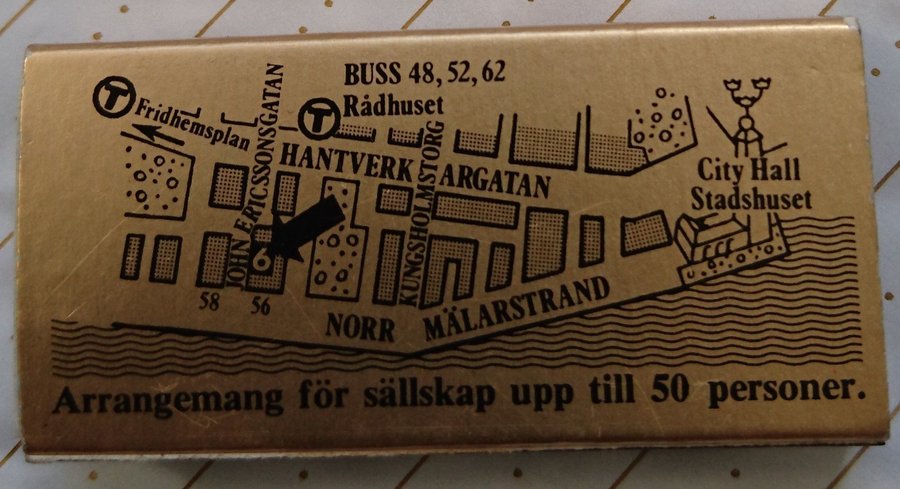 BUSS 48, 52, 62
T
Fridhemsplan
T
Rådhuset
JOHN ERICSSONSGATAN
HANTVERKARGATAN
KUNGSHOLMSTORG
City Hall
Stadshuset
6
58
56
NORR MÄLARSTRAND
Arrangemang för sällskap upp till 50 personer.